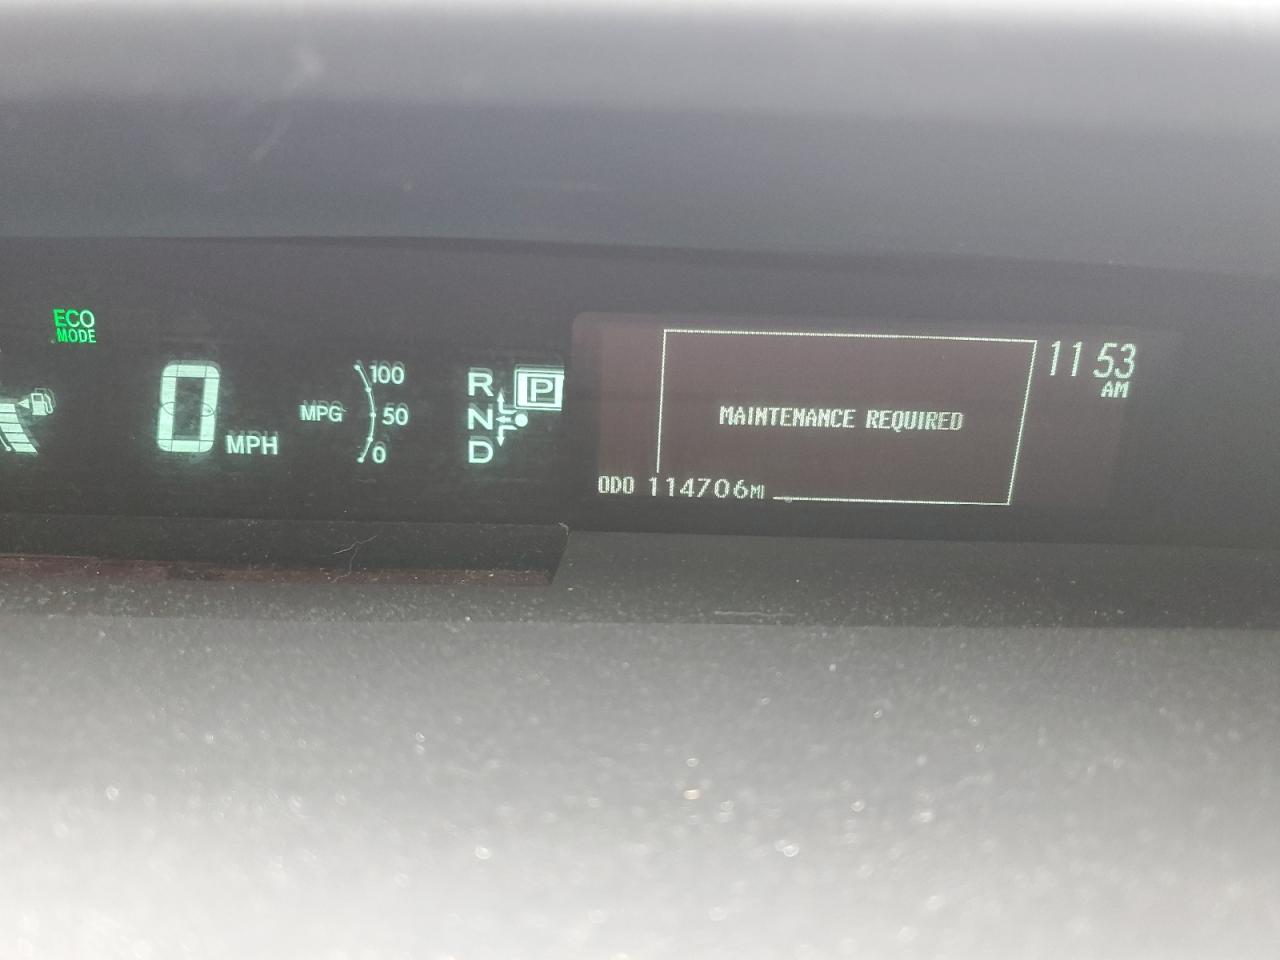 ECO
MODE
0 MPH
MPG
100
50
0
R
N
D
P
MAINTENANCE REQUIRED
ODO 114706MI
11 53
AM